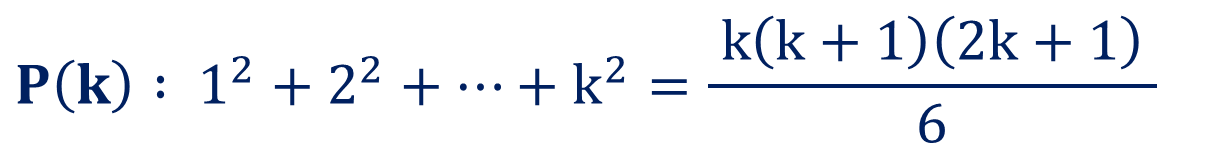 P(k) : 1² + 2² + ⋯ + k² = k(k + 1)(2k + 1) / 6